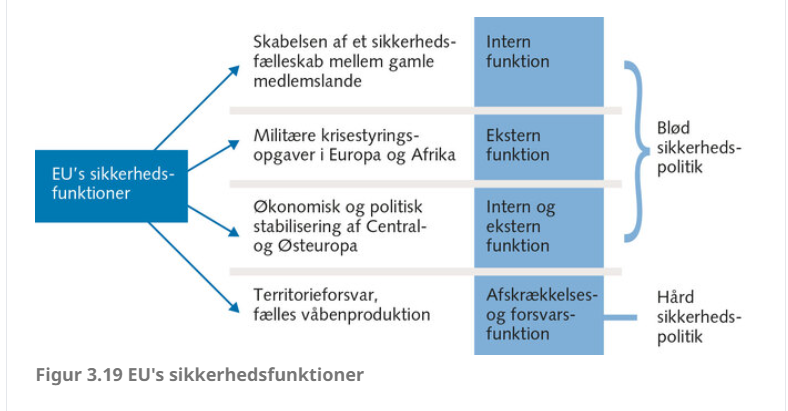 EU's sikkerheds-
funktioner
Skabelsen af et sikkerheds-
fælleskab mellem gamle
medlemslande
Intern
funktion
Militære krisestyrings-
opgaver i Europa og Afrika
Ekstern
funktion
Økonomisk og politisk
stabilisering af Central-
og Østeuropa
Intern og
ekstern
funktion
Blød
sikkerheds-
politik
Territorieforsvar,
fælles våbenproduktion
Afskrækkelses-
og forsvars-
funktion
Hård
sikkerheds-
politik
Figur 3.19 EU's sikkerhedsfunktioner